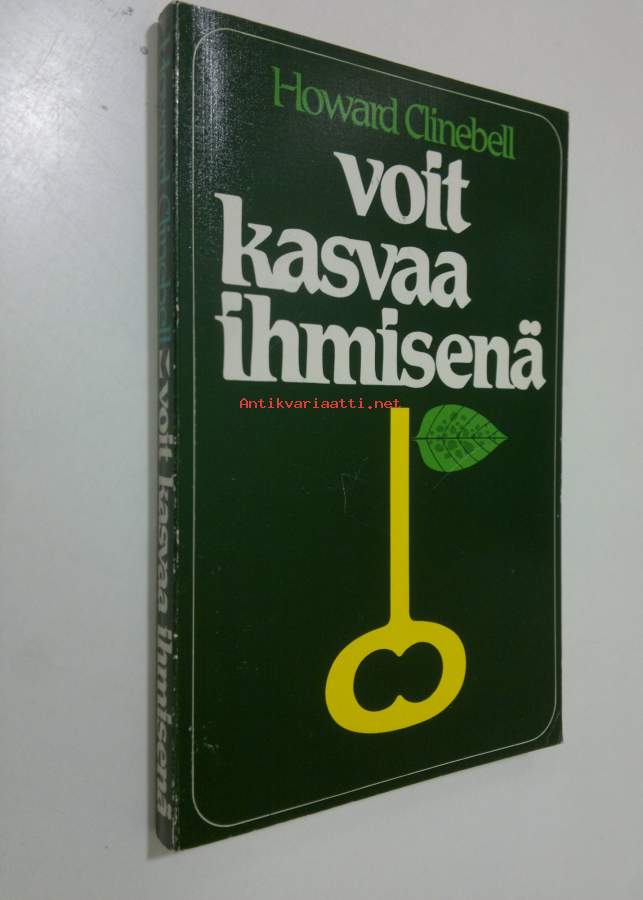 Howard Clinebell
voit
kasvaa
ihmisenä
Antikvariaatti.net
Howard Clinebell voit kasvaa ihmisenä